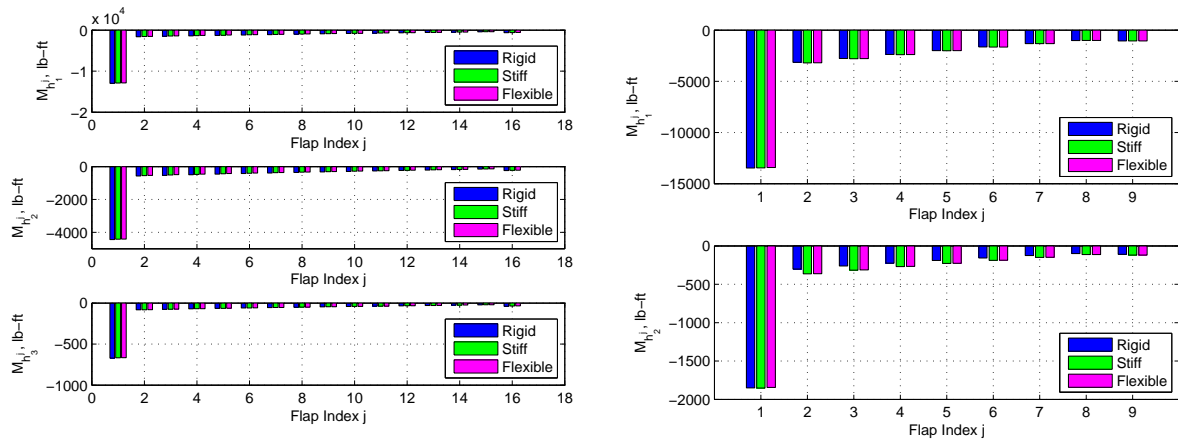 x 10^4
0
−1
−2
M_{h_1^j}, lb−ft
0 2 4 6 8 10 12 14 16 18
Flap Index j
Rigid
Stiff
Flexible
0
−2000
−4000
M_{h_2^j}, lb−ft
0 2 4 6 8 10 12 14 16 18
Flap Index j
Rigid
Stiff
Flexible
0
−500
−1000
M_{h_3^j}, lb−ft
0 2 4 6 8 10 12 14 16 18
Flap Index j
Rigid
Stiff
Flexible
0
−5000
−10000
−15000
M_{h_1^j}, lb−ft
1 2 3 4 5 6 7 8 9
Flap Index j
Rigid
Stiff
Flexible
0
−500
−1000
−1500
−2000
M_{h_2^j}, lb−ft
1 2 3 4 5 6 7 8 9
Flap Index j
Rigid
Stiff
Flexible